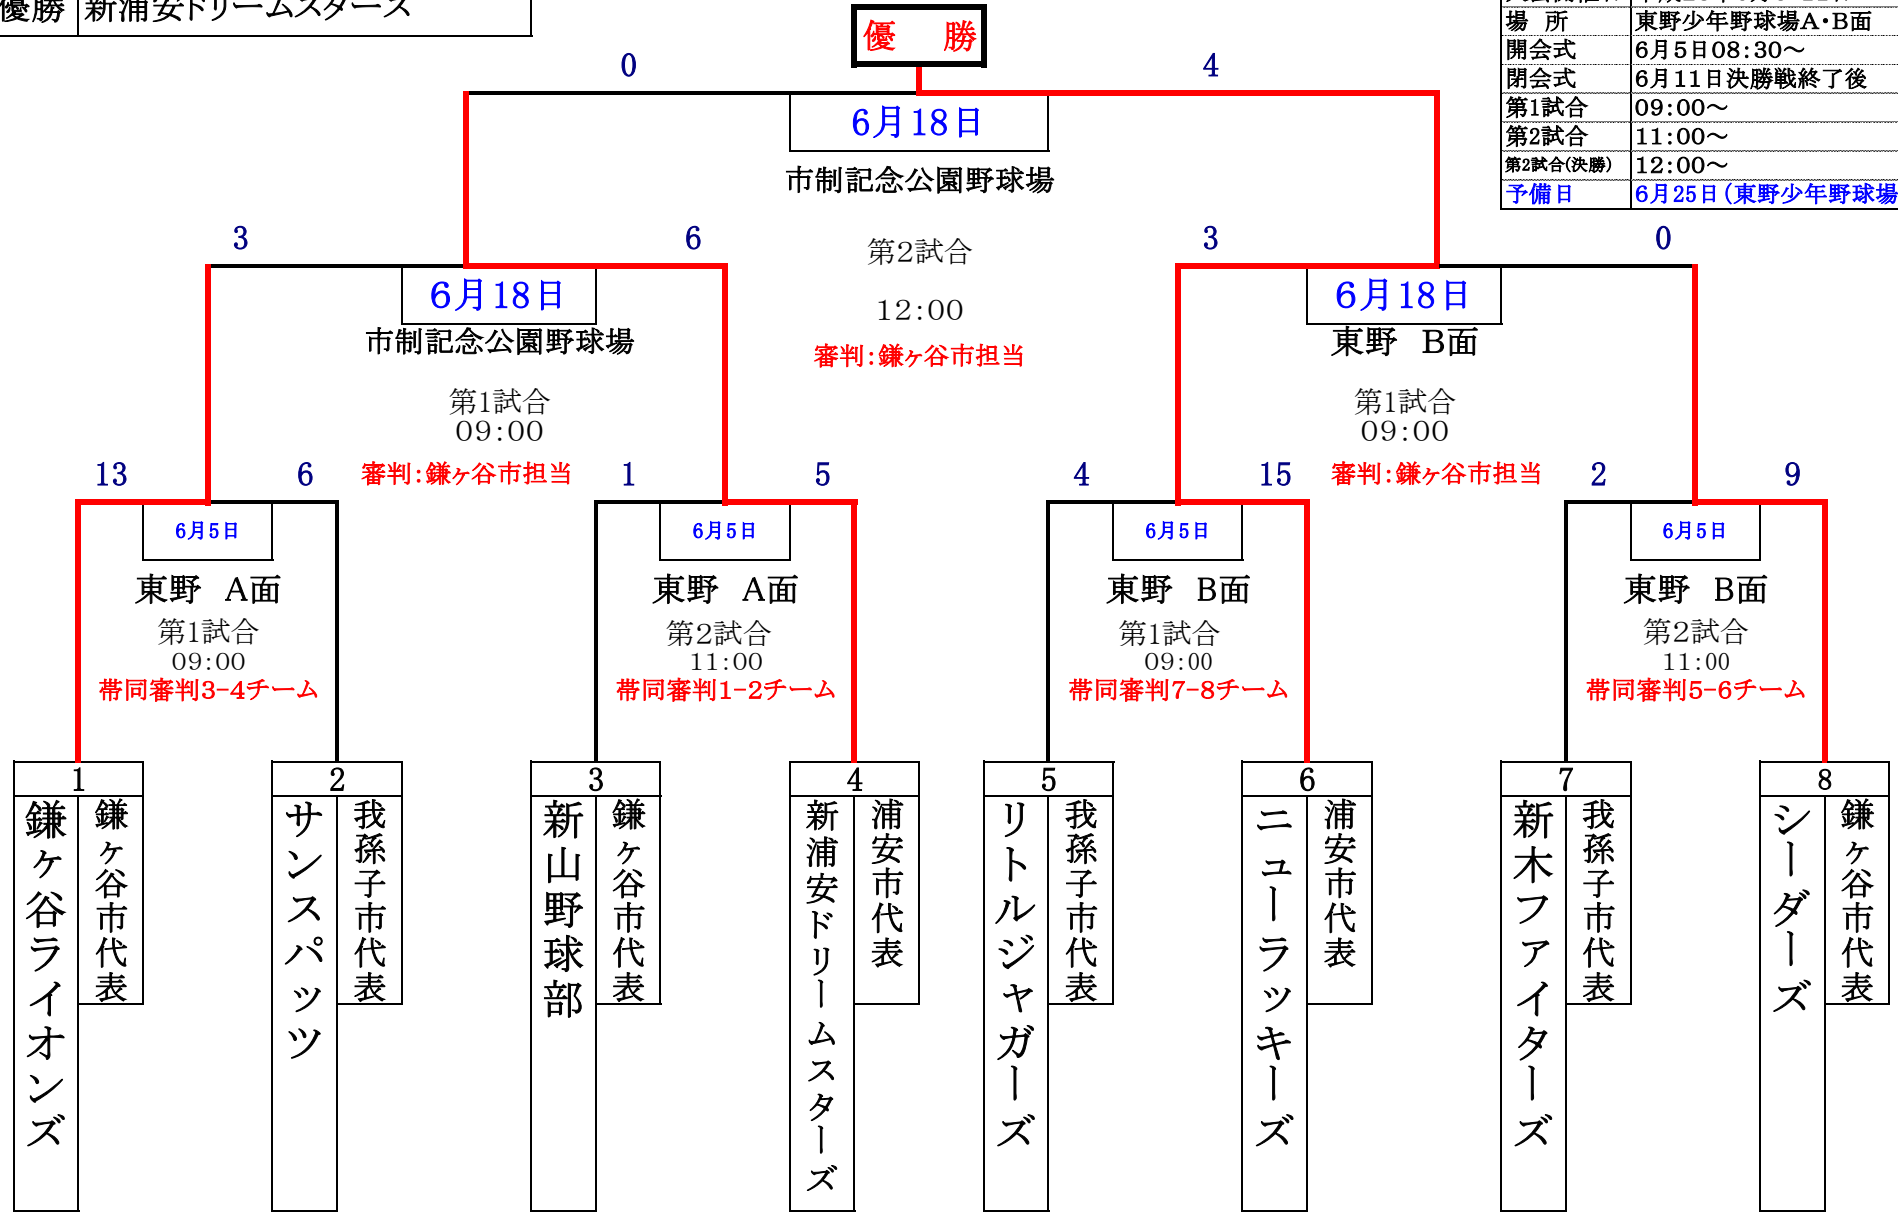 優勝 新浦安ドリームスターズ
優 勝
場 所 東野少年野球場A・B面
開会式 6月5日08:30～
閉会式 6月11日決勝戦終了後
第1試合 09:00～
第2試合 11:00～
第2試合(決勝) 12:00～
予備日 6月25日(東野少年野球場
0 4
6月18日
市制記念公園野球場
第2試合
12:00
審判:鎌ヶ谷市担当
3 6 3 0
6月18日 6月18日
市制記念公園野球場 東野 B面
第1試合 第1試合
09:00 09:00
審判:鎌ヶ谷市担当 審判:鎌ヶ谷市担当
13 6 1 5 4 15 2 9
6月5日 6月5日 6月5日 6月5日
東野 A面 東野 A面 東野 B面 東野 B面
第1試合 第2試合 第1試合 第2試合
09:00 11:00 09:00 11:00
帯同審判3-4チーム 帯同審判1-2チーム 帯同審判7-8チーム 帯同審判5-6チーム
1 2 3 4 5 6 7 8
鎌ヶ谷ライオンズ
鎌ヶ谷市代表
サンスパッツ
我孫子市代表
新山野球部
鎌ヶ谷市代表
新浦安ドリームスターズ
浦安市代表
リトルジャガーズ
我孫子市代表
ニューラッキーズ
浦安市代表
新木ファイターズ
我孫子市代表
シーダーズ
鎌ヶ谷市代表